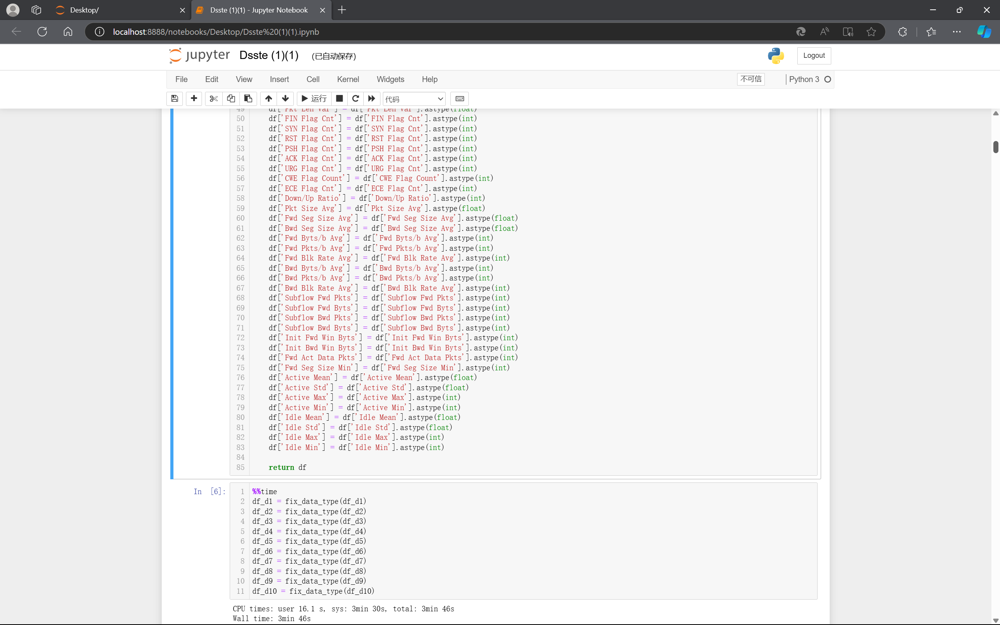 Desktop/
Dsste (1)(1) - Jupyter Notebook
localhost:8888/notebooks/Desktop/Dsste%20(1)(1).ipynb
jupyter Dsste (1)(1) (已自动保存)
Logout
File Edit View Insert Cell Kernel Widgets Help
不可信
Python 3
运行
代码
49 df['Pkt Len Var'] = df['Pkt Len Var'].astype(float)
50 df['FIN Flag Cnt'] = df['FIN Flag Cnt'].astype(int)
51 df['SYN Flag Cnt'] = df['SYN Flag Cnt'].astype(int)
52 df['RST Flag Cnt'] = df['RST Flag Cnt'].astype(int)
53 df['PSH Flag Cnt'] = df['PSH Flag Cnt'].astype(int)
54 df['ACK Flag Cnt'] = df['ACK Flag Cnt'].astype(int)
55 df['URG Flag Cnt'] = df['URG Flag Cnt'].astype(int)
56 df['CWE Flag Count'] = df['CWE Flag Count'].astype(int)
57 df['ECE Flag Cnt'] = df['ECE Flag Cnt'].astype(int)
58 df['Down/Up Ratio'] = df['Down/Up Ratio'].astype(int)
59 df['Pkt Size Avg'] = df['Pkt Size Avg'].astype(float)
60 df['Fwd Seg Size Avg'] = df['Fwd Seg Size Avg'].astype(float)
61 df['Bwd Seg Size Avg'] = df['Bwd Seg Size Avg'].astype(float)
62 df['Fwd Byts/b Avg'] = df['Fwd Byts/b Avg'].astype(int)
63 df['Fwd Pkts/b Avg'] = df['Fwd Pkts/b Avg'].astype(int)
64 df['Fwd Blk Rate Avg'] = df['Fwd Blk Rate Avg'].astype(int)
65 df['Bwd Byts/b Avg'] = df['Bwd Byts/b Avg'].astype(int)
66 df['Bwd Pkts/b Avg'] = df['Bwd Pkts/b Avg'].astype(int)
67 df['Bwd Blk Rate Avg'] = df['Bwd Blk Rate Avg'].astype(int)
68 df['Subflow Fwd Pkts'] = df['Subflow Fwd Pkts'].astype(int)
69 df['Subflow Fwd Byts'] = df['Subflow Fwd Byts'].astype(int)
70 df['Subflow Bwd Pkts'] = df['Subflow Bwd Pkts'].astype(int)
71 df['Subflow Bwd Byts'] = df['Subflow Bwd Byts'].astype(int)
72 df['Init Fwd Win Byts'] = df['Init Fwd Win Byts'].astype(int)
73 df['Init Bwd Win Byts'] = df['Init Bwd Win Byts'].astype(int)
74 df['Fwd Act Data Pkts'] = df['Fwd Act Data Pkts'].astype(int)
75 df['Fwd Seg Size Min'] = df['Fwd Seg Size Min'].astype(int)
76 df['Active Mean'] = df['Active Mean'].astype(float)
77 df['Active Std'] = df['Active Std'].astype(float)
78 df['Active Max'] = df['Active Max'].astype(int)
79 df['Active Min'] = df['Active Min'].astype(int)
80 df['Idle Mean'] = df['Idle Mean'].astype(float)
81 df['Idle Std'] = df['Idle Std'].astype(float)
82 df['Idle Max'] = df['Idle Max'].astype(int)
83 df['Idle Min'] = df['Idle Min'].astype(int)
84
85 return df
In [6]:
1 %%time
2 df_d1 = fix_data_type(df_d1)
3 df_d2 = fix_data_type(df_d2)
4 df_d3 = fix_data_type(df_d3)
5 df_d4 = fix_data_type(df_d4)
6 df_d5 = fix_data_type(df_d5)
7 df_d6 = fix_data_type(df_d6)
8 df_d7 = fix_data_type(df_d7)
9 df_d8 = fix_data_type(df_d8)
10 df_d9 = fix_data_type(df_d9)
11 df_d10 = fix_data_type(df_d10)
CPU times: user 16.1 s, sys: 3min 30s, total: 3min 46s
Wall time: 3min 46s